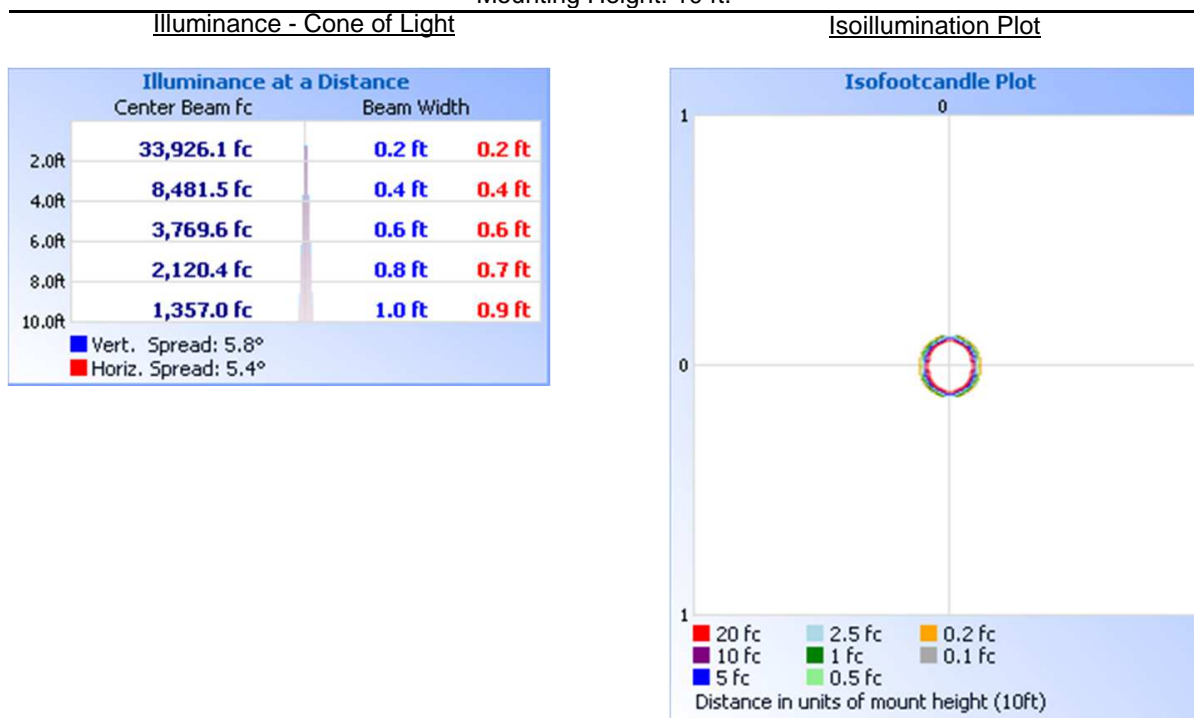 Mounting Height: 10 ft.
Illuminance - Cone of Light
Isoillumination Plot
Illuminance at a Distance
Center Beam fc Beam Width
2.0ft 33,926.1 fc 0.2 ft 0.2 ft
4.0ft 8,481.5 fc 0.4 ft 0.4 ft
6.0ft 3,769.6 fc 0.6 ft 0.6 ft
8.0ft 2,120.4 fc 0.8 ft 0.7 ft
10.0ft 1,357.0 fc 1.0 ft 0.9 ft
Vert. Spread: 5.8°
Horiz. Spread: 5.4°
Isofootcandle Plot
0
1
0
1
20 fc 2.5 fc 0.2 fc
10 fc 1 fc 0.1 fc
5 fc 0.5 fc
Distance in units of mount height (10ft)